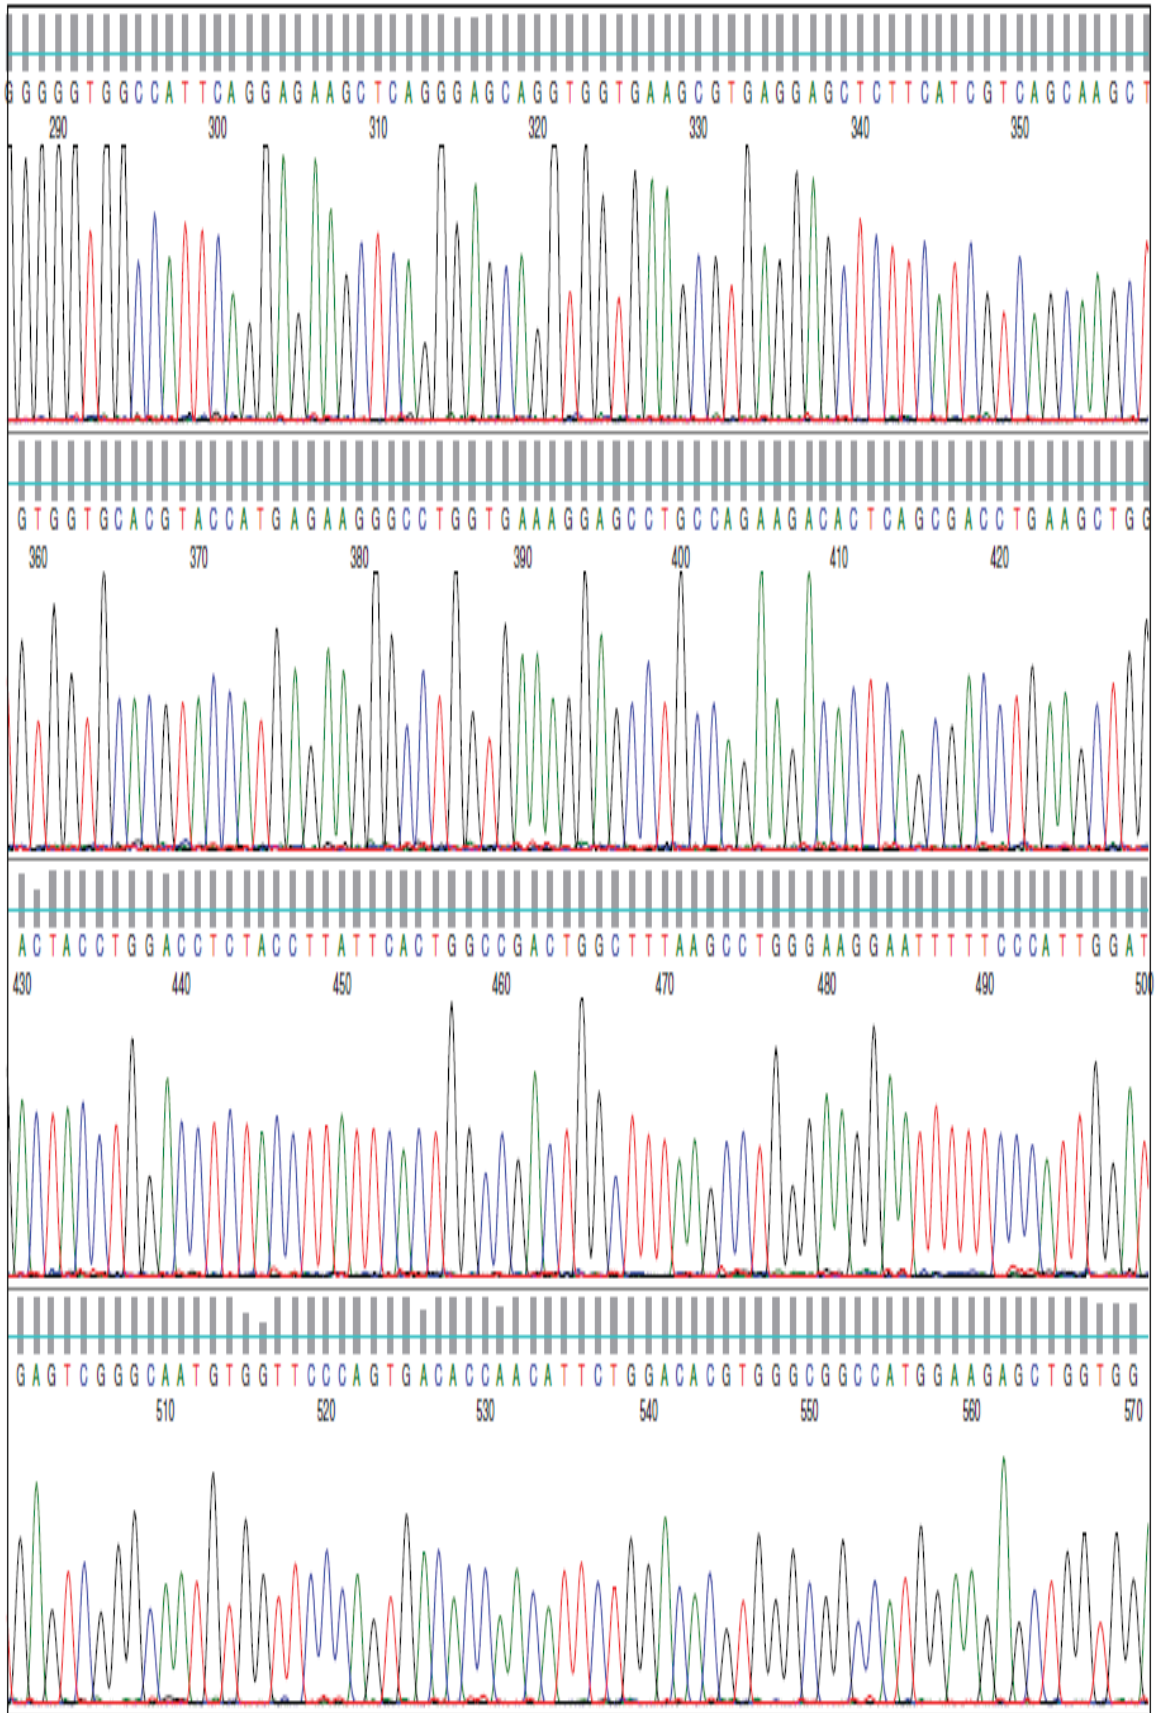 GGGGGTGGCCATTCAGGAGAAGCTCAGGGAGCAGGTGGTGAAGCGTGAGGAGCTCTTCATCGTCAGCAAGCT
290 300 310 320 330 340 350
GTGGTGCACGTACCATGAGAAGGGCCTGGTGAAAGGAGCCTGCCAGAAGACACTCAGCGACCTGAAGCTGG
360 370 380 390 400 410 420
ACTACCTGGACCTCTACCTTATTCACTGGCCGACTGGCTTTAAGCCTGGGAAGGAATTTTTCCCATTGGAT
430 440 450 460 470 480 490 500
GAGTCGGGCAATGTGGTTCCCAGTGACACCAACATTCTGGACACGTGGGCGGCCATGGAAGAGCTGGTGG
510 520 530 540 550 560 570